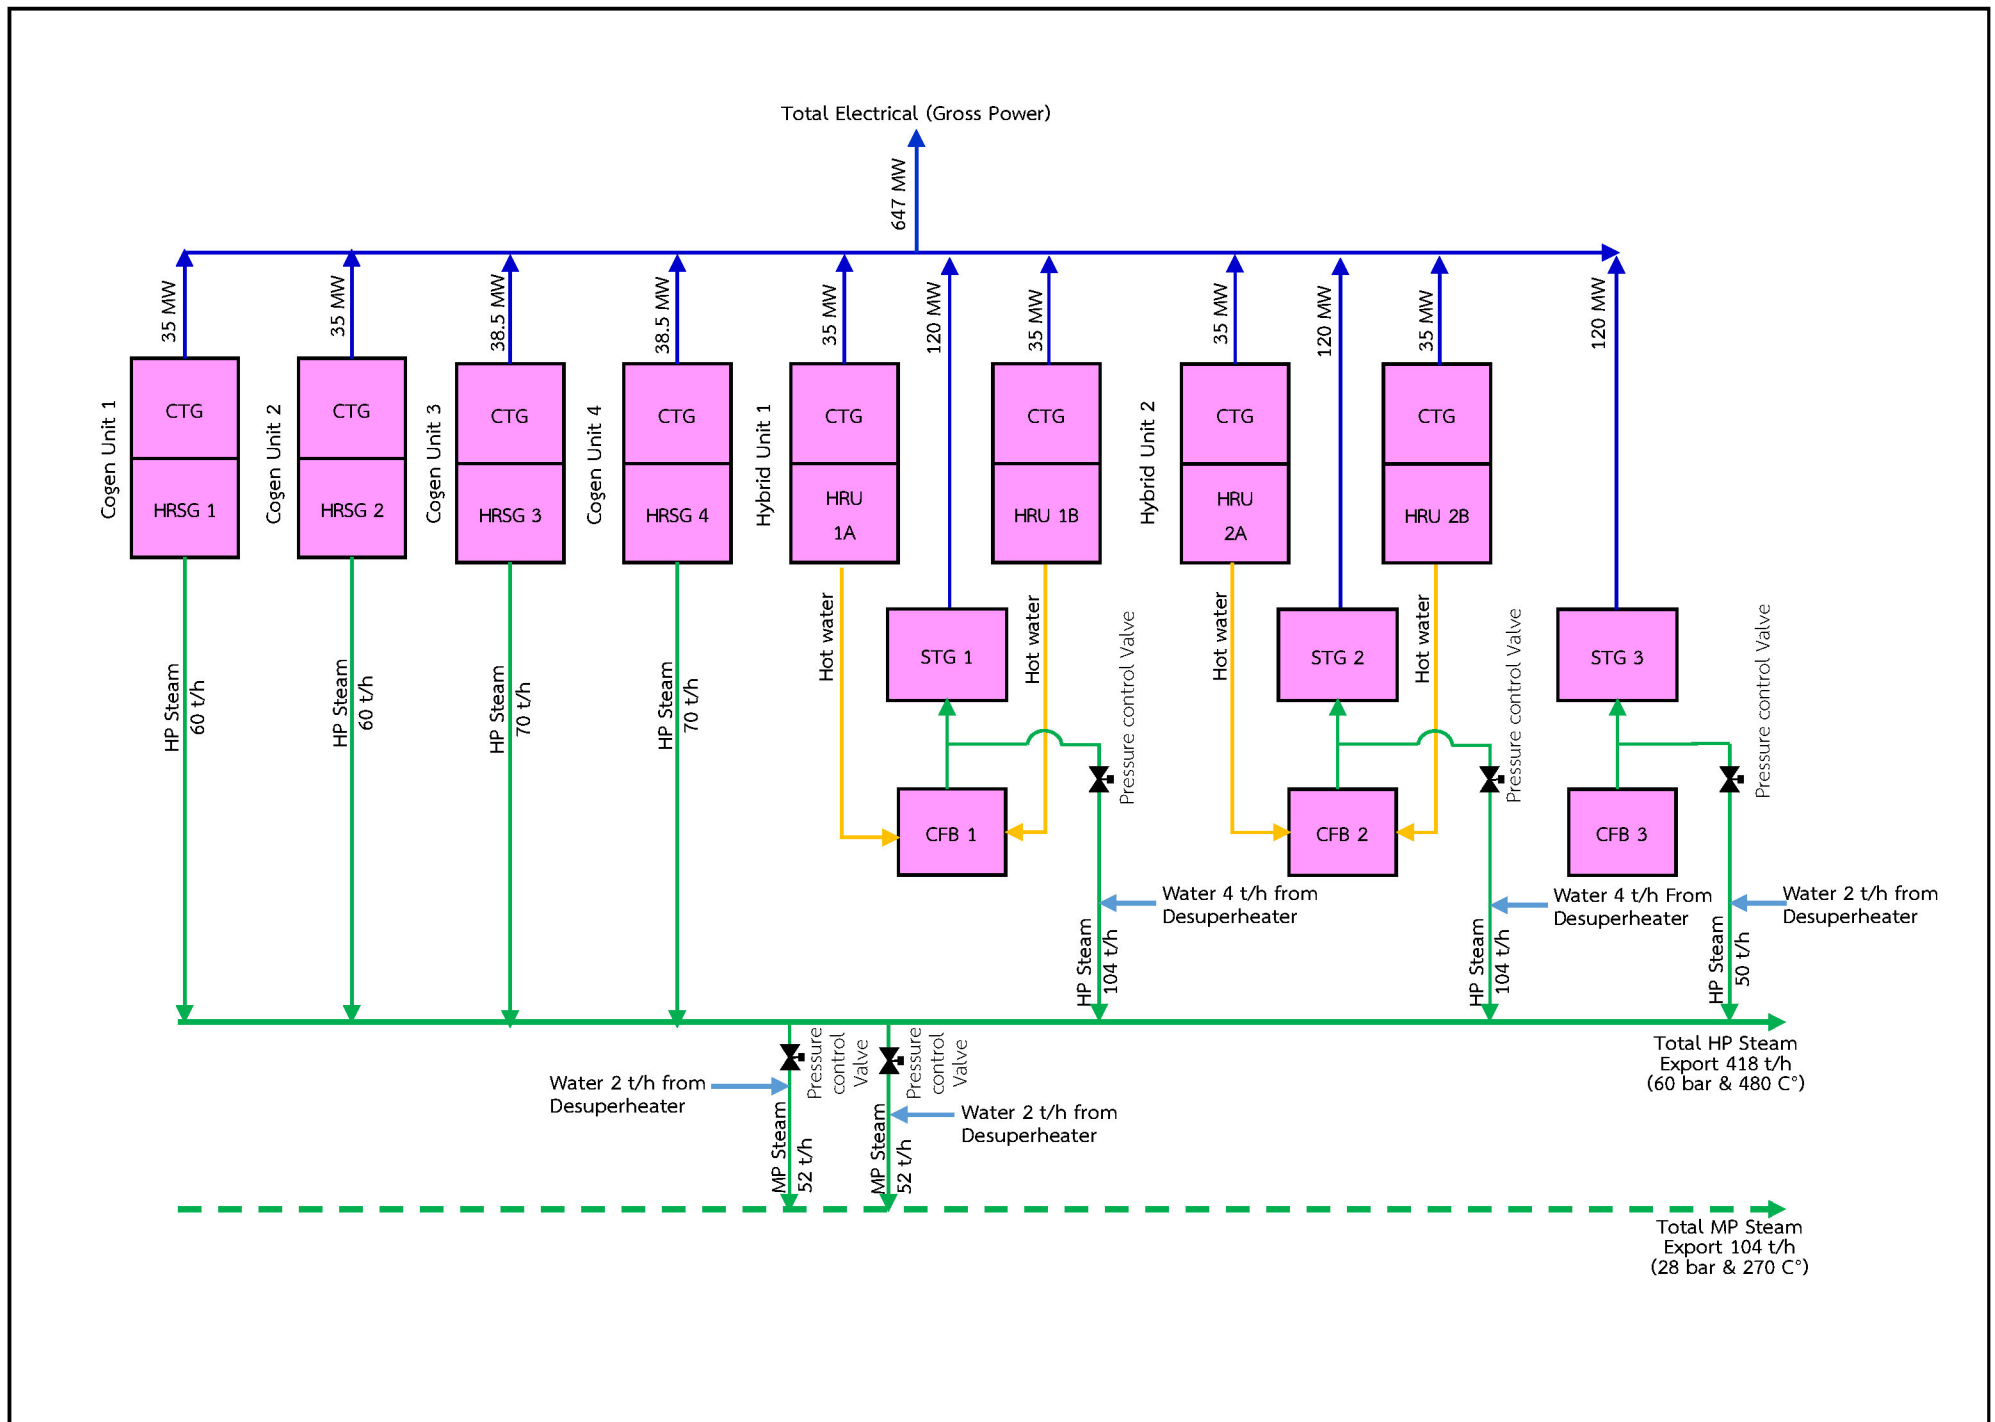 Total Electrical (Gross Power)
647 MW
35 MW
35 MW
38.5 MW
38.5 MW
35 MW
120 MW
35 MW
35 MW
120 MW
35 MW
120 MW
Cogen Unit 1
CTG
HRSG 1
Cogen Unit 2
CTG
HRSG 2
Cogen Unit 3
CTG
HRSG 3
Cogen Unit 4
CTG
HRSG 4
Hybrid Unit 1
CTG
HRU
1A
CTG
HRU 1B
Hybrid Unit 2
CTG
HRU
2A
CTG
HRU 2B
HP Steam
60 t/h
HP Steam
60 t/h
HP Steam
70 t/h
HP Steam
70 t/h
Hot water
STG 1
Hot water
Pressure control Valve
Hot water
STG 2
Hot water
Pressure control Valve
STG 3
Pressure control Valve
CFB 1
CFB 2
CFB 3
Water 4 t/h from
Desuperheater
Water 4 t/h From
Desuperheater
Water 2 t/h from
Desuperheater
HP Steam
104 t/h
HP Steam
104 t/h
HP Steam
50 t/h
Total HP Steam
Export 418 t/h
(60 bar & 480 C°)
Pressure
control
Valve
Pressure
control
Valve
Water 2 t/h from
Desuperheater
Water 2 t/h from
Desuperheater
MP Steam
52 t/h
MP Steam
52 t/h
Total MP Steam
Export 104 t/h
(28 bar & 270 C°)